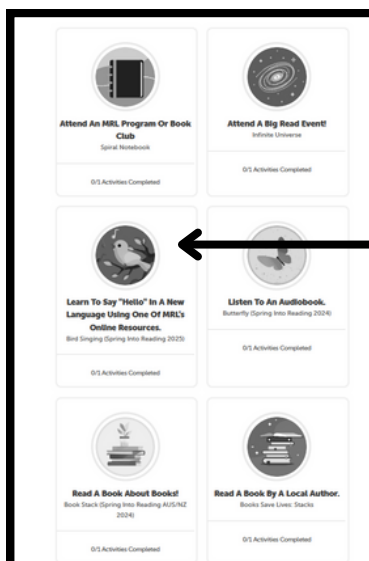 Attend An MRL Program Or Book
Club
Spiral Notebook
0/1 Activities Completed
Attend A Big Read Event!
Infinite Universe
0/1 Activities Completed
Learn To Say "Hello" In A New
Language Using One Of MRL's
Online Resources.
Bird Singing (Spring Into Reading 2025)
0/1 Activities Completed
Listen To An Audiobook.
Butterfly (Spring Into Reading 2024)
0/1 Activities Completed
Read A Book About Books!
Book Stack (Spring Into Reading AUS/NZ
2024)
0/1 Activities Completed
Read A Book By A Local Author.
Books Save Lives: Stacks
0/1 Activities Completed